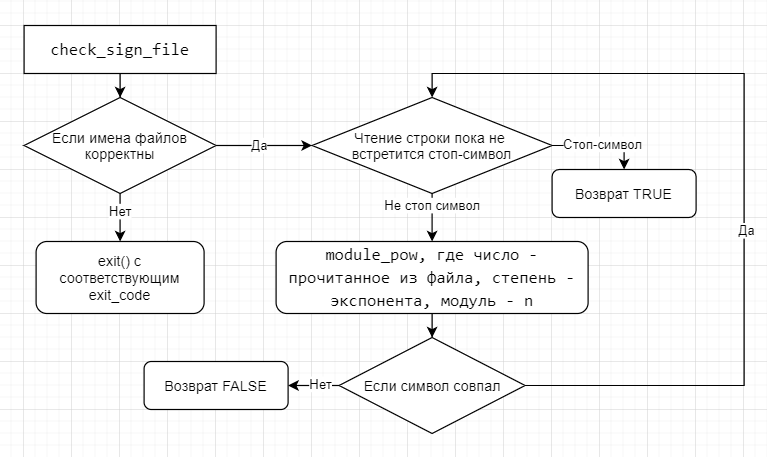 check_sign_file
Если имена файлов
корректны
Да
Чтение строки пока не
встретится стоп-символ
Стоп-символ
Возврат TRUE
Нет
Не стоп символ
Да
exit() с
соответствующим
exit_code
module_pow, где число -
прочитанное из файла, степень -
экспонента, модуль - n
Возврат FALSE
Нет
Если символ совпал